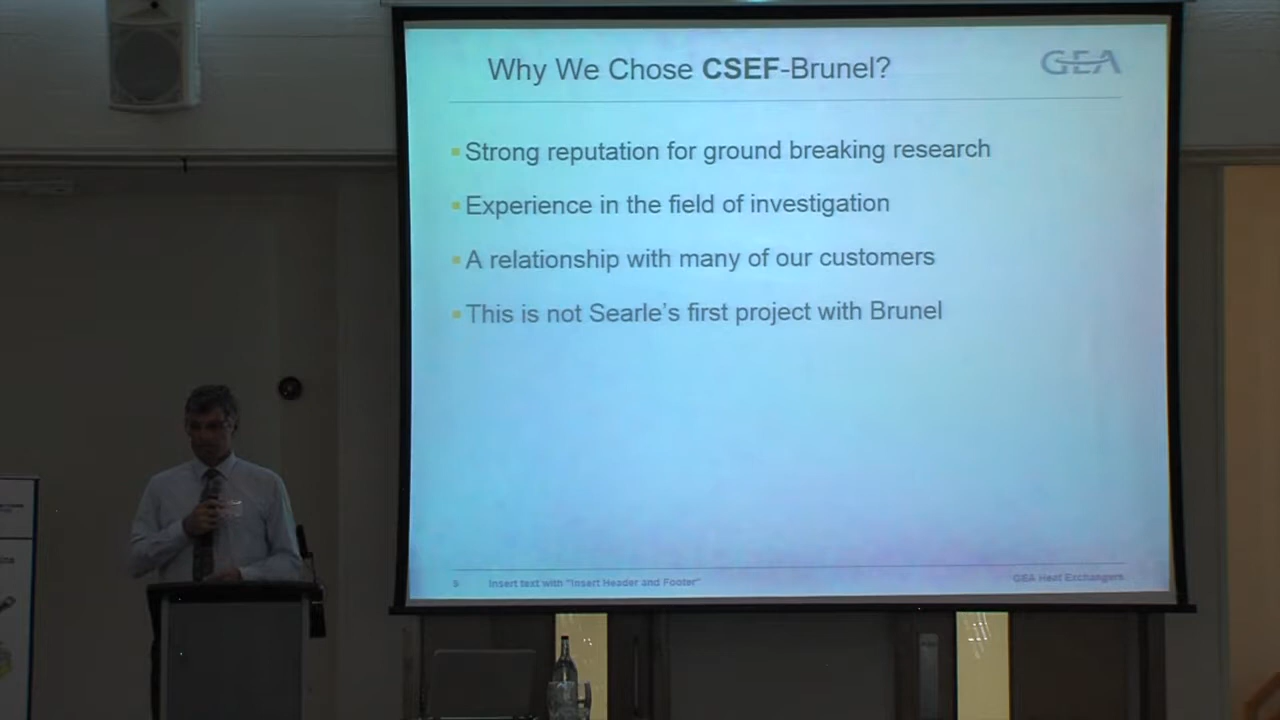 Why We Chose CSEF-Brunel?
GEA
Strong reputation for ground breaking research
Experience in the field of investigation
A relationship with many of our customers
This is not Searle's first project with Brunel
9 Insert text with "Insert Header and Footer"
GEA Heat Exchangers